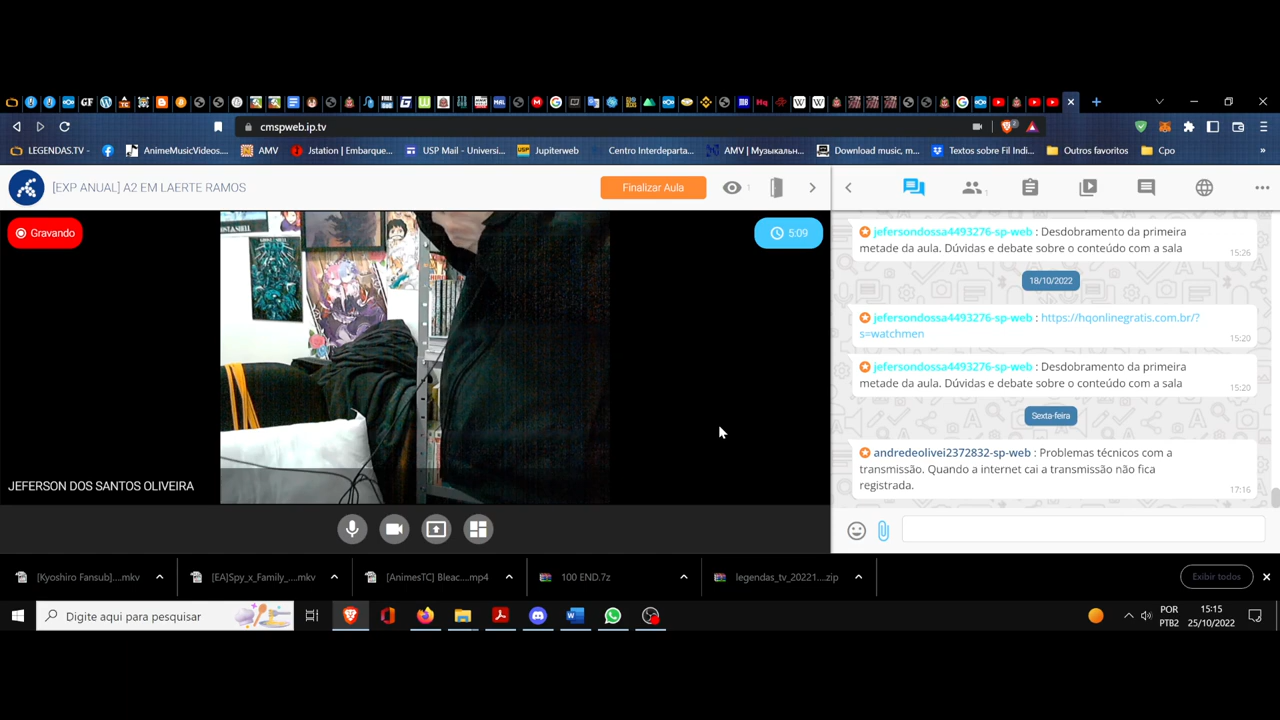 cmspweb.ip.tv
2
LEGENDAS.TV -
AnimeMusicVideos...
AMV
Jstation | Embarque...
USP Mail - Universi...
Jupiterweb
Centro Interdeparta...
AMV | Музыкальн...
Download music, m...
Textos sobre Fil Indi...
Outros favoritos
Cpo
»
[EXP ANUAL] A2 EM LAERTE RAMOS
Finalizar Aula
1
1
Gravando
5:09
JEFERSON DOS SANTOS OLIVEIRA
jefersondossa4493276-sp-web : Desdobramento da primeira
metade da aula. Dúvidas e debate sobre o conteúdo com a sala
15:26
18/10/2022
jefersondossa4493276-sp-web : https://hqonlinegratis.com.br/?
s=watchmen
15:20
jefersondossa4493276-sp-web : Desdobramento da primeira
metade da aula. Dúvidas e debate sobre o conteúdo com a sala
15:20
Sexta-feira
andredeolivei2372832-sp-web : Problemas técnicos com a
transmissão. Quando a internet cai a transmissão não fica
registrada.
17:16
[Kyoshiro Fansub]....mkv
[EA]Spy_x_Family_....mkv
[AnimesTC] Bleac....mp4
100 END.7z
legendas_tv_20221....zip
Exibir todos
Digite aqui para pesquisar
POR
PTB2
15:15
25/10/2022